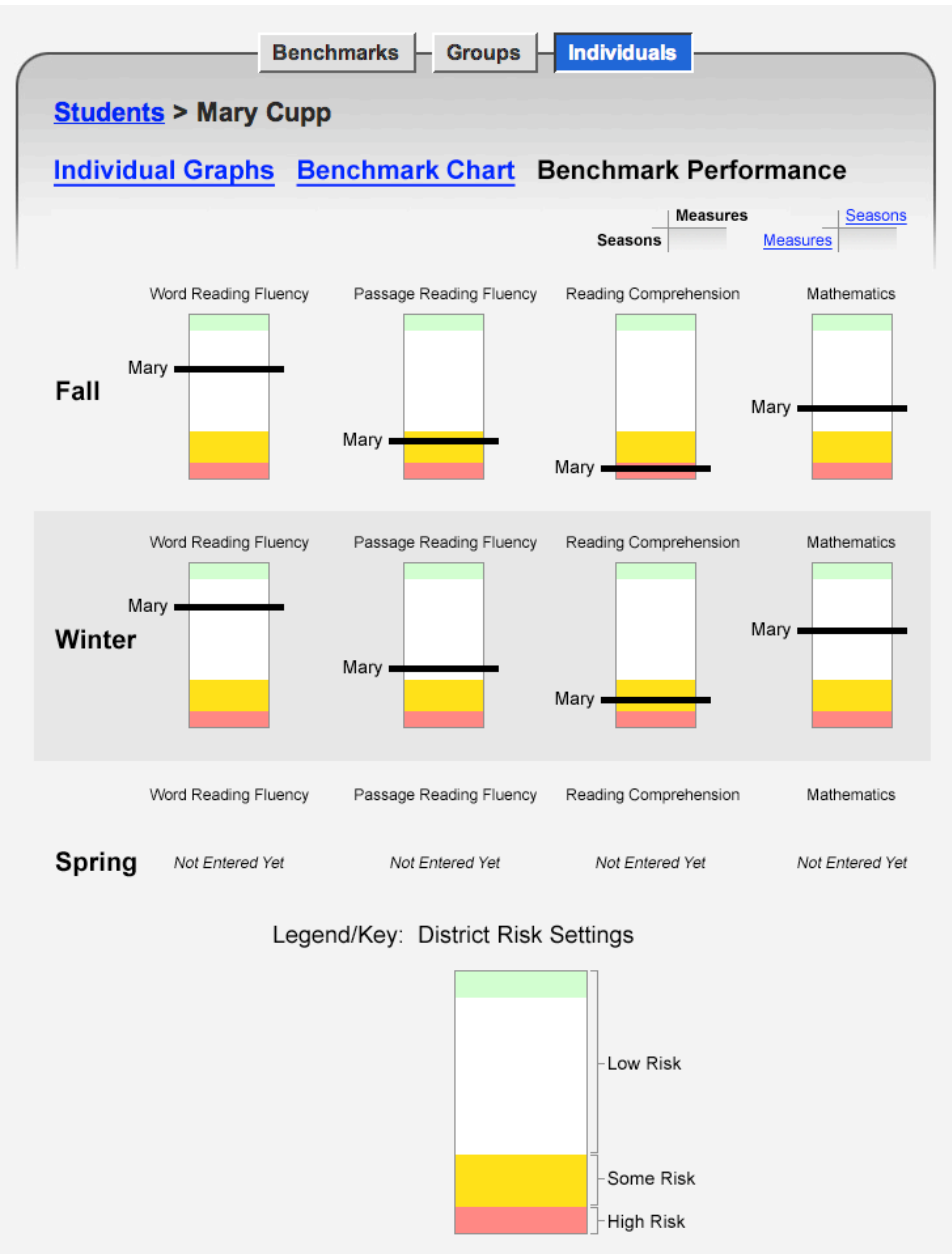 Benchmarks Groups Individuals
Students > Mary Cupp
Individual Graphs Benchmark Chart Benchmark Performance
Measures Seasons
Seasons Measures
Word Reading Fluency Passage Reading Fluency Reading Comprehension Mathematics
Mary
Fall
Mary
Mary
Mary
Word Reading Fluency Passage Reading Fluency Reading Comprehension Mathematics
Mary
Winter
Mary
Mary
Mary
Word Reading Fluency Passage Reading Fluency Reading Comprehension Mathematics
Spring Not Entered Yet Not Entered Yet Not Entered Yet Not Entered Yet
Legend/Key: District Risk Settings
Low Risk
Some Risk
High Risk